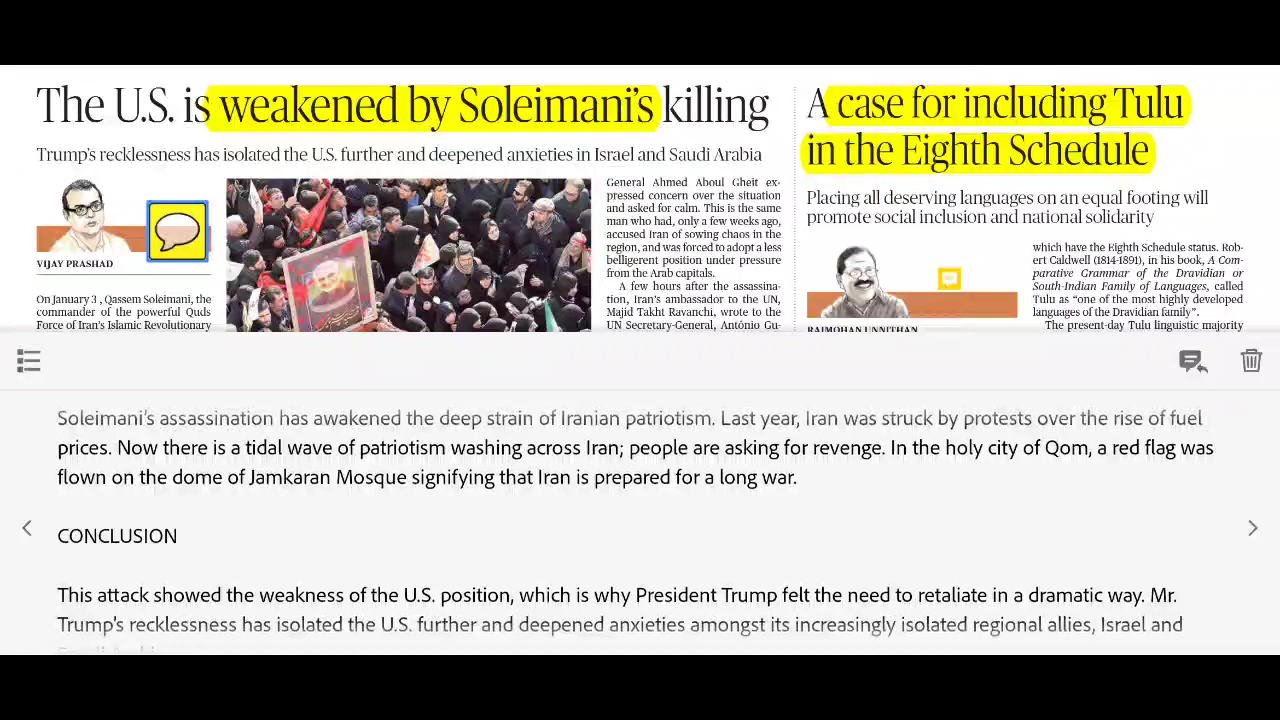 The U.S. is weakened by Soleimani's killing
Trump's recklessness has isolated the U.S. further and deepened anxieties in Israel and Saudi Arabia
VIJAY PRASHAD
On January 3 , Qassem Soleimani, the
commander of the powerful Quds
Force of Iran's Islamic Revolutionary
General Ahmed Aboul Gheit ex-
pressed concern over the situation
and asked for calm. This is the same
man who had, only a few weeks ago,
accused Iran of sowing chaos in the
region, and was forced to adopt a less
belligerent position under pressure
from the Arab capitals.
A few hours after the assassina-
tion, Iran's ambassador to the UN,
Majid Takht Ravanchi, wrote to the
UN Secretary-General, António Gu-
A case for including Tulu
in the Eighth Schedule
Placing all deserving languages on an equal footing will
promote social inclusion and national solidarity
RAJMOHAN UNNITHAN
which have the Eighth Schedule status. Rob-
ert Caldwell (1814-1891), in his book, A Com-
parative Grammar of the Dravidian or
South-Indian Family of Languages, called
Tulu as “one of the most highly developed
languages of the Dravidian family”.
The present-day Tulu linguistic majority
Soleimani's assassination has awakened the deep strain of Iranian patriotism. Last year, Iran was struck by protests over the rise of fuel
prices. Now there is a tidal wave of patriotism washing across Iran; people are asking for revenge. In the holy city of Qom, a red flag was
flown on the dome of Jamkaran Mosque signifying that Iran is prepared for a long war.
CONCLUSION
This attack showed the weakness of the U.S. position, which is why President Trump felt the need to retaliate in a dramatic way. Mr.
Trump's recklessness has isolated the U.S. further and deepened anxieties amongst its increasingly isolated regional allies, Israel and